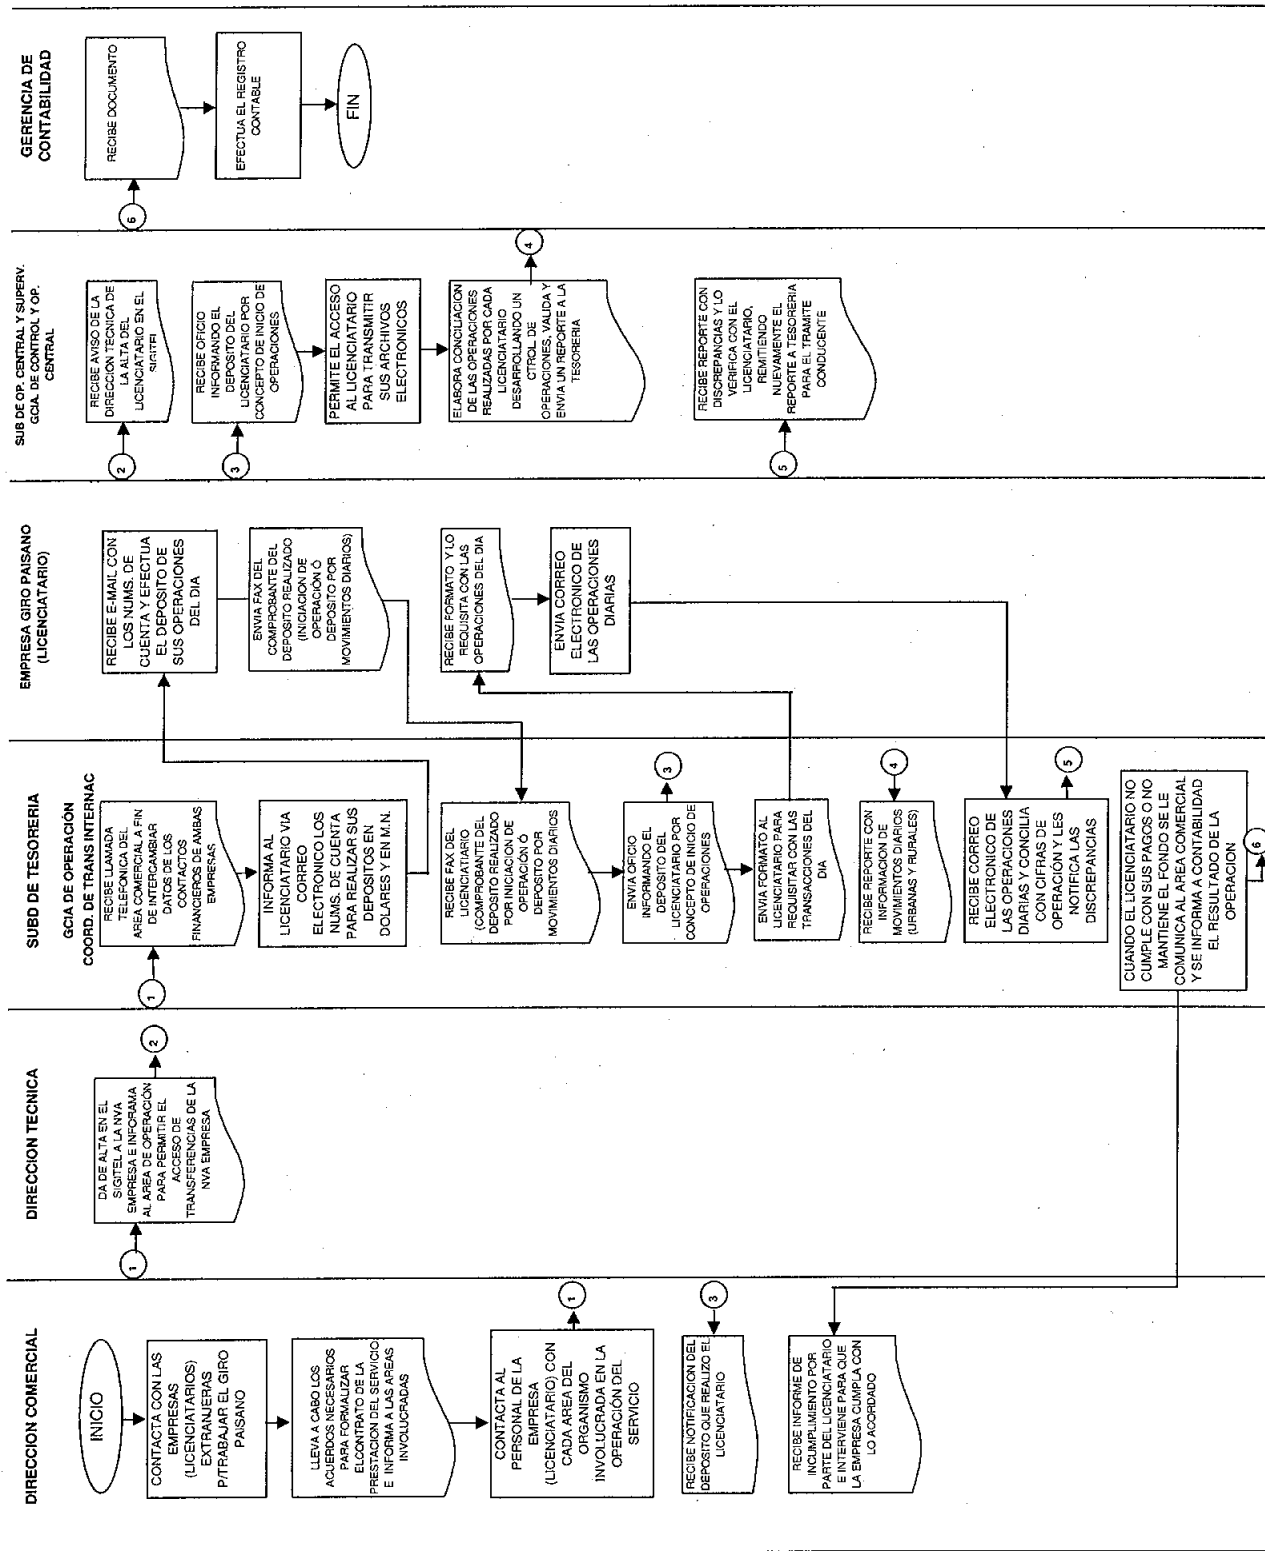 DIRECCION COMERCIAL
INICIO
CONTACTA CON LAS
EMPRESAS
(LICENCIATARIOS)
EXTRANJERAS
P/TRABAJAR EL GIRO
PAISANO
LLEVA A CABO LOS
ACUERDOS NECESARIOS
PARA FORMALIZAR
ELCONTRATO DE LA
PRESTACION DEL SERVICIO
E INFORMA A LAS AREAS
INVOLUCRADAS
CONTACTA AL
PERSONAL DE LA
EMPRESA
(LICENCIATARIO) CON
CADA AREA DEL
ORGANISMO
INVOLUCRADA EN LA
OPERACIÓN DEL
SERVICIO
1
RECIBE NOTIFICACION DEL
DEPOSITO QUE REALIZO EL
LICENCIATARIO
3
RECIBE INFORME DE
INCUMPLIMIENTO POR
PARTE DEL LICENCIATARIO
E INTERVIENE PARA QUE
LA EMPRESA CUMPLA CON
LO ACORDADO
DIRECCION TECNICA
1
DA DE ALTA EN EL
SIGITEL A LA NVA
EMPRESA E INFORAMA
AL AREA DE OPERACIÓN
PARA PERMITIR EL
ACCESO DE
TRANSFERENCIAS DE LA
NVA EMPRESA
2
SUBD DE TESORERIA
GCIA DE OPERACIÓN
COORD. DE TRANS INTERNAC
1
RECIBE LLAMADA
TELEFONICA DEL
AREA COMERCIAL A FIN
DE INTERCAMBIAR
DATOS DE LOS
CONTACTOS
FINANCIEROS DE AMBAS
EMPRESAS
INFORMA AL
LICENCIATARIO VIA
CORREO
ELECTRONICO LOS
NUMS. DE CUENTA
PARA REALIZAR SUS
DEPOSITOS EN
DOLARES Y EN M.N.
RECIBE FAX DEL
LICENCIATIARIO
(COMPROBANTE DEL
DEPOSITO REALIZADO
POR INICIACION DE
OPERACIÓN Ó
DEPOSITO POR
MOVIMIENTOS DIARIOS
ENVIA OFICIO
INFORMANDO EL
DEPOSITO DEL
LICENCIATARIO POR
CONCEPTO DE INICIO DE
OPERACIONES
3
ENVIA FORMATO AL
LICENCIATARIO PARA
REQUISITAR CON LAS
TRANSACCIONES DEL
DIA
RECIBE REPORTE CON
INFORMACION DE
MOVIMIENTOS DIARIOS
(URBANAS Y RURALES)
4
RECIBE CORREO
ELECTRONICO DE
LAS OPERACIONES
DIARIAS Y CONCILIA
CON CIFRAS DE
OPERACIÓN Y LES
NOTIFICA LAS
DISCREPANCIAS
5
CUANDO EL LICENCIATARIO NO
CUMPLE CON SUS PAGOS O NO
MANTIENE EL FONDO SE LE
COMUNICA AL AREA COMERCIAL
Y SE INFORMA A CONTABILIDAD
EL RESULTADO DE LA
OPERACION
6
EMPRESA GIRO PAISANO
(LICENCIATARIO)
RECIBE E-MAIL CON
LOS NUMS. DE
CUENTA Y EFECTUA
EL DEPOSITO DE
SUS OPERACIONES
DEL DIA
ENVIA FAX DEL
COMPROBANTE DEL
DEPOSITO REALIZADO
(INICIACION DE
OPERACIÓN Ó
DEPOSITO POR
MOVIMIENTOS DIARIOS)
RECIBE FORMATO Y LO
REQUISITA CON LAS
OPERACIONES DEL DIA
ENVIA CORREO
ELECTRONICO DE
LAS OPERACIONES
DIARIAS
SUB DE OP. CENTRAL Y SUPERV.
GCIA. DE CONTROL Y OP.
CENTRAL
2
RECIBE AVISO DE LA
DIRECCION TECNICA DE
LA ALTA DEL
LICENCIATARIO EN EL
SIGITEL
3
RECIBE OFICIO
INFORMANDO EL
DEPOSITO DEL
LICENCIATARIO POR
CONCEPTO DE INICIO DE
OPERACIONES
PERMITE EL ACCESO
AL LICENCIATARIO
PARA TRANSMITIR
SUS ARCHIVOS
ELECTRONICOS
ELABORA CONCILIACION
DE LAS OPERACIONES
REALIZADAS POR CADA
LICENCIATARIO
DESARROLLANDO UN
CTROL DE
OPERACIONES, VALIDA Y
ENVIA UN REPORTE A LA
TESORERIA
4
5
RECIBE REPORTE CON
DISCREPANCIAS Y LO
VERIFICA CON EL
LICENCIATARIO,
REMITIENDO
NUEVAMENTE EL
REPORTE A TESORERIA
PARA EL TRAMITE
CONDUCENTE
GERENCIA DE
CONTABILIDAD
6
RECIBE DOCUMENTO
EFECTUA EL REGISTRO
CONTABLE
FIN